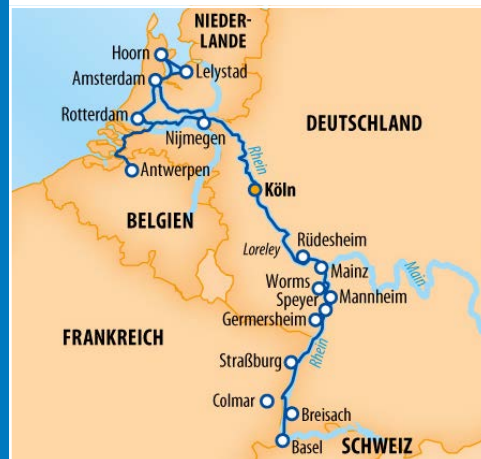 NIEDER-
LANDE
Hoorn
Lelystad
Amsterdam
Rotterdam
Nijmegen
DEUTSCHLAND
Rhein
Antwerpen
Köln
BELGIEN
Rüdesheim
Loreley
Mainz
Main
Worms
Speyer
Mannheim
Germersheim
FRANKREICH
Rhein
Straßburg
Colmar
Breisach
Basel
SCHWEIZ